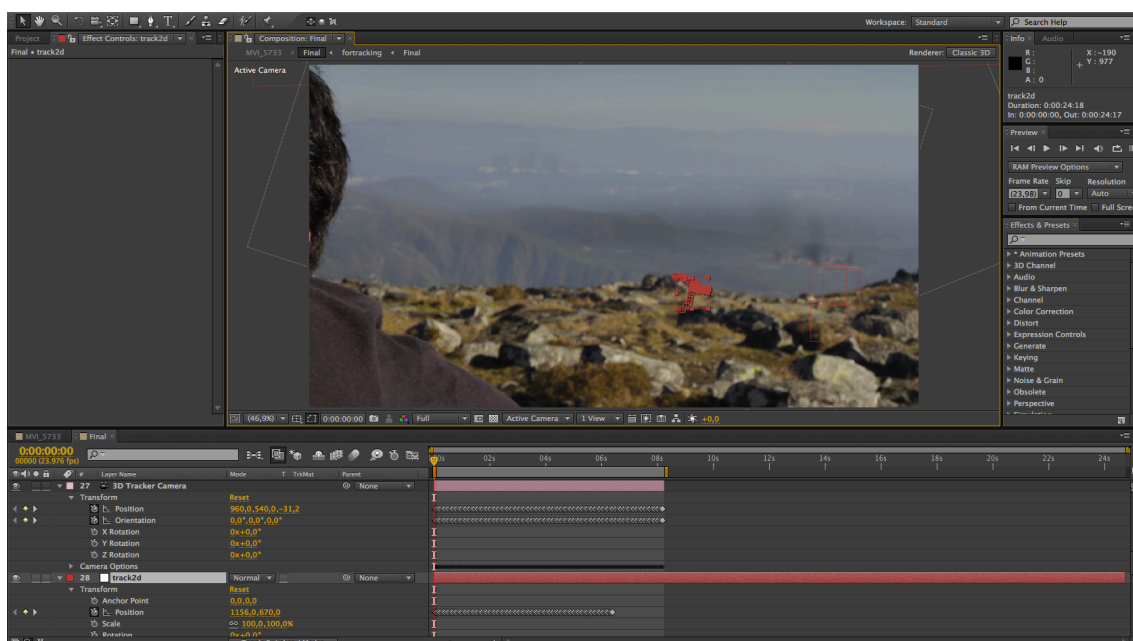 Workspace: Standard
Search Help
Project
Effect Controls: track2d
Composition: Final
Info
Audio
Final • track2d
MVI_5733
Final
fortracking
Final
Renderer: Classic 3D
Active Camera
R :
G :
B :
A : 0
X : -190
Y : 977
track2d
Duration: 0:00:24:18
In: 0:00:00:00, Out: 0:00:24:17
Preview
RAM Preview Options
Frame Rate Skip Resolution
(23,98) 0 Auto
From Current Time Full Scre
Effects & Presets
* Animation Presets
3D Channel
Audio
Blur & Sharpen
Channel
Color Correction
Distort
Expression Controls
Generate
Keying
Matte
Noise & Grain
Obsolete
Perspective
(46,9%) 0:00:00:00 Full Active Camera 1 View +0,0
MVI_5733 Final
0:00:00:00
00000 (23.976 fps)
# Layer Name Mode T TrkMat Parent
02s 04s 06s 08s 10s 12s 14s 16s 18s 20s 22s 24s
27 3D Tracker Camera None
Transform Reset
Position 960,0,540,0,-31,2
Orientation 0,0°,0,0°,0,0°
X Rotation 0x+0,0°
Y Rotation 0x+0,0°
Z Rotation 0x+0,0°
Camera Options
28 track2d Normal None
Transform Reset
Anchor Point 0,0,0,0
Position 1156,0,670,0
Scale 100,0,100,0%
Rotation 0x+0,0°